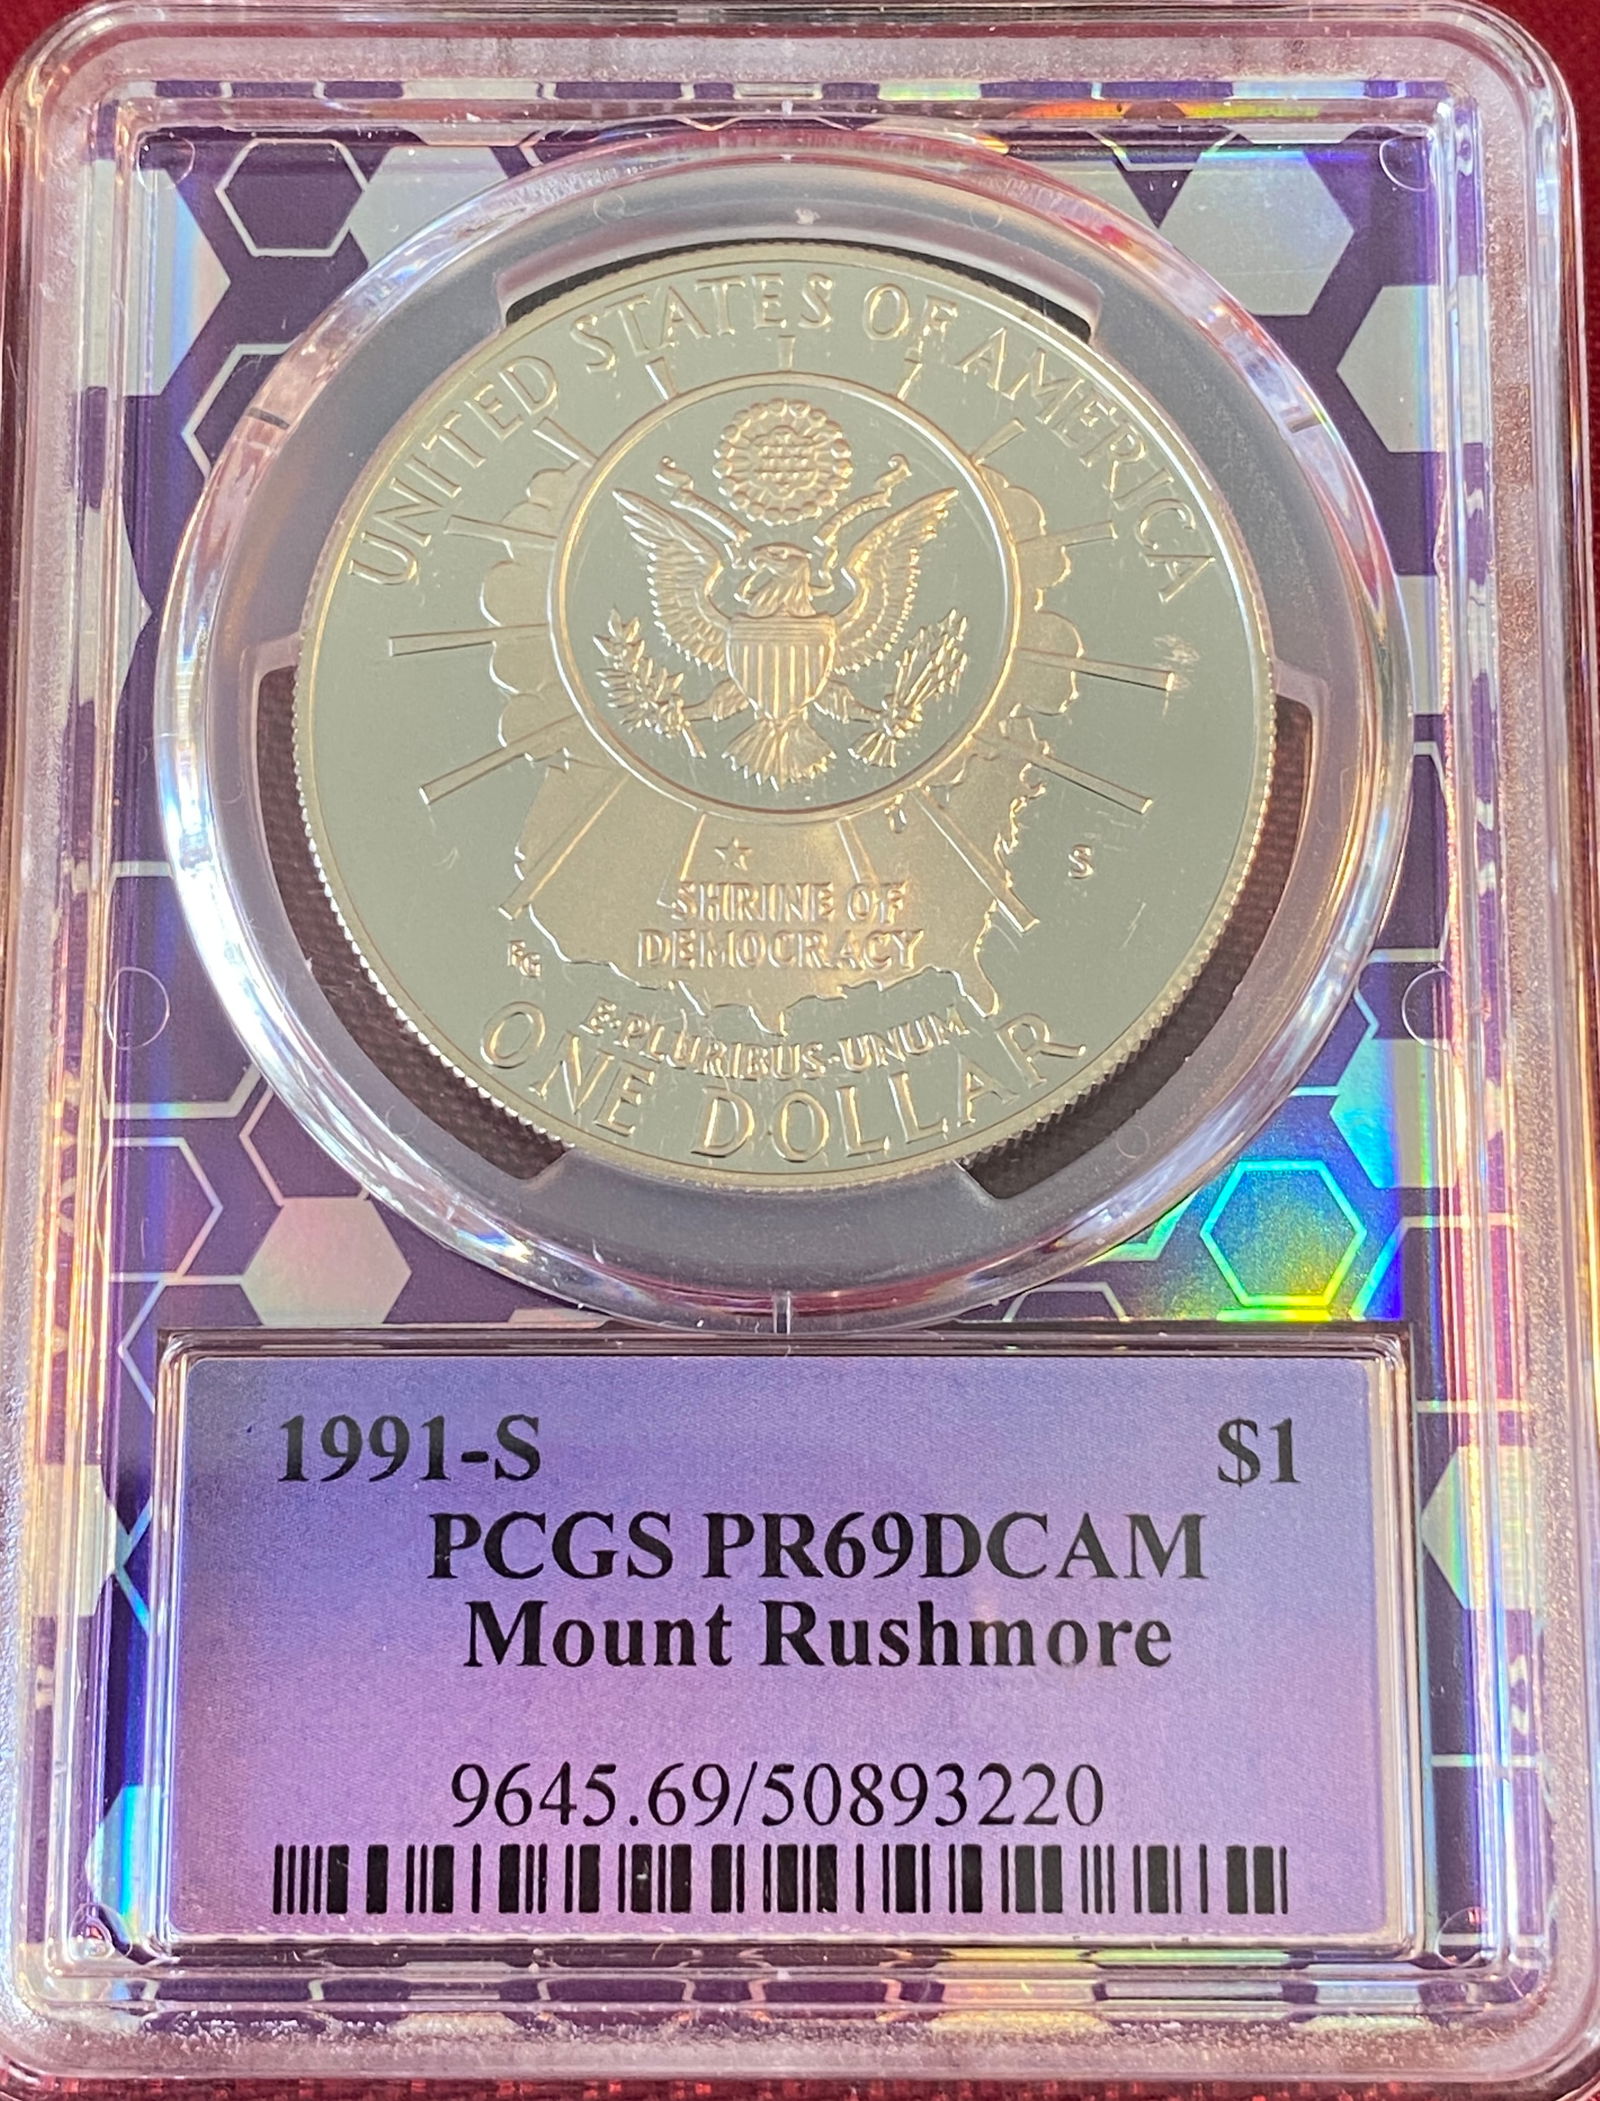 UNITED STATES OF AMERICA
S
SHRINE OF
DEMOCRACY
FG
E·PLURIBUS·UNUM
ONE DOLLAR
1991-S $1
PCGS PR69DCAM
Mount Rushmore
9645.69/50893220